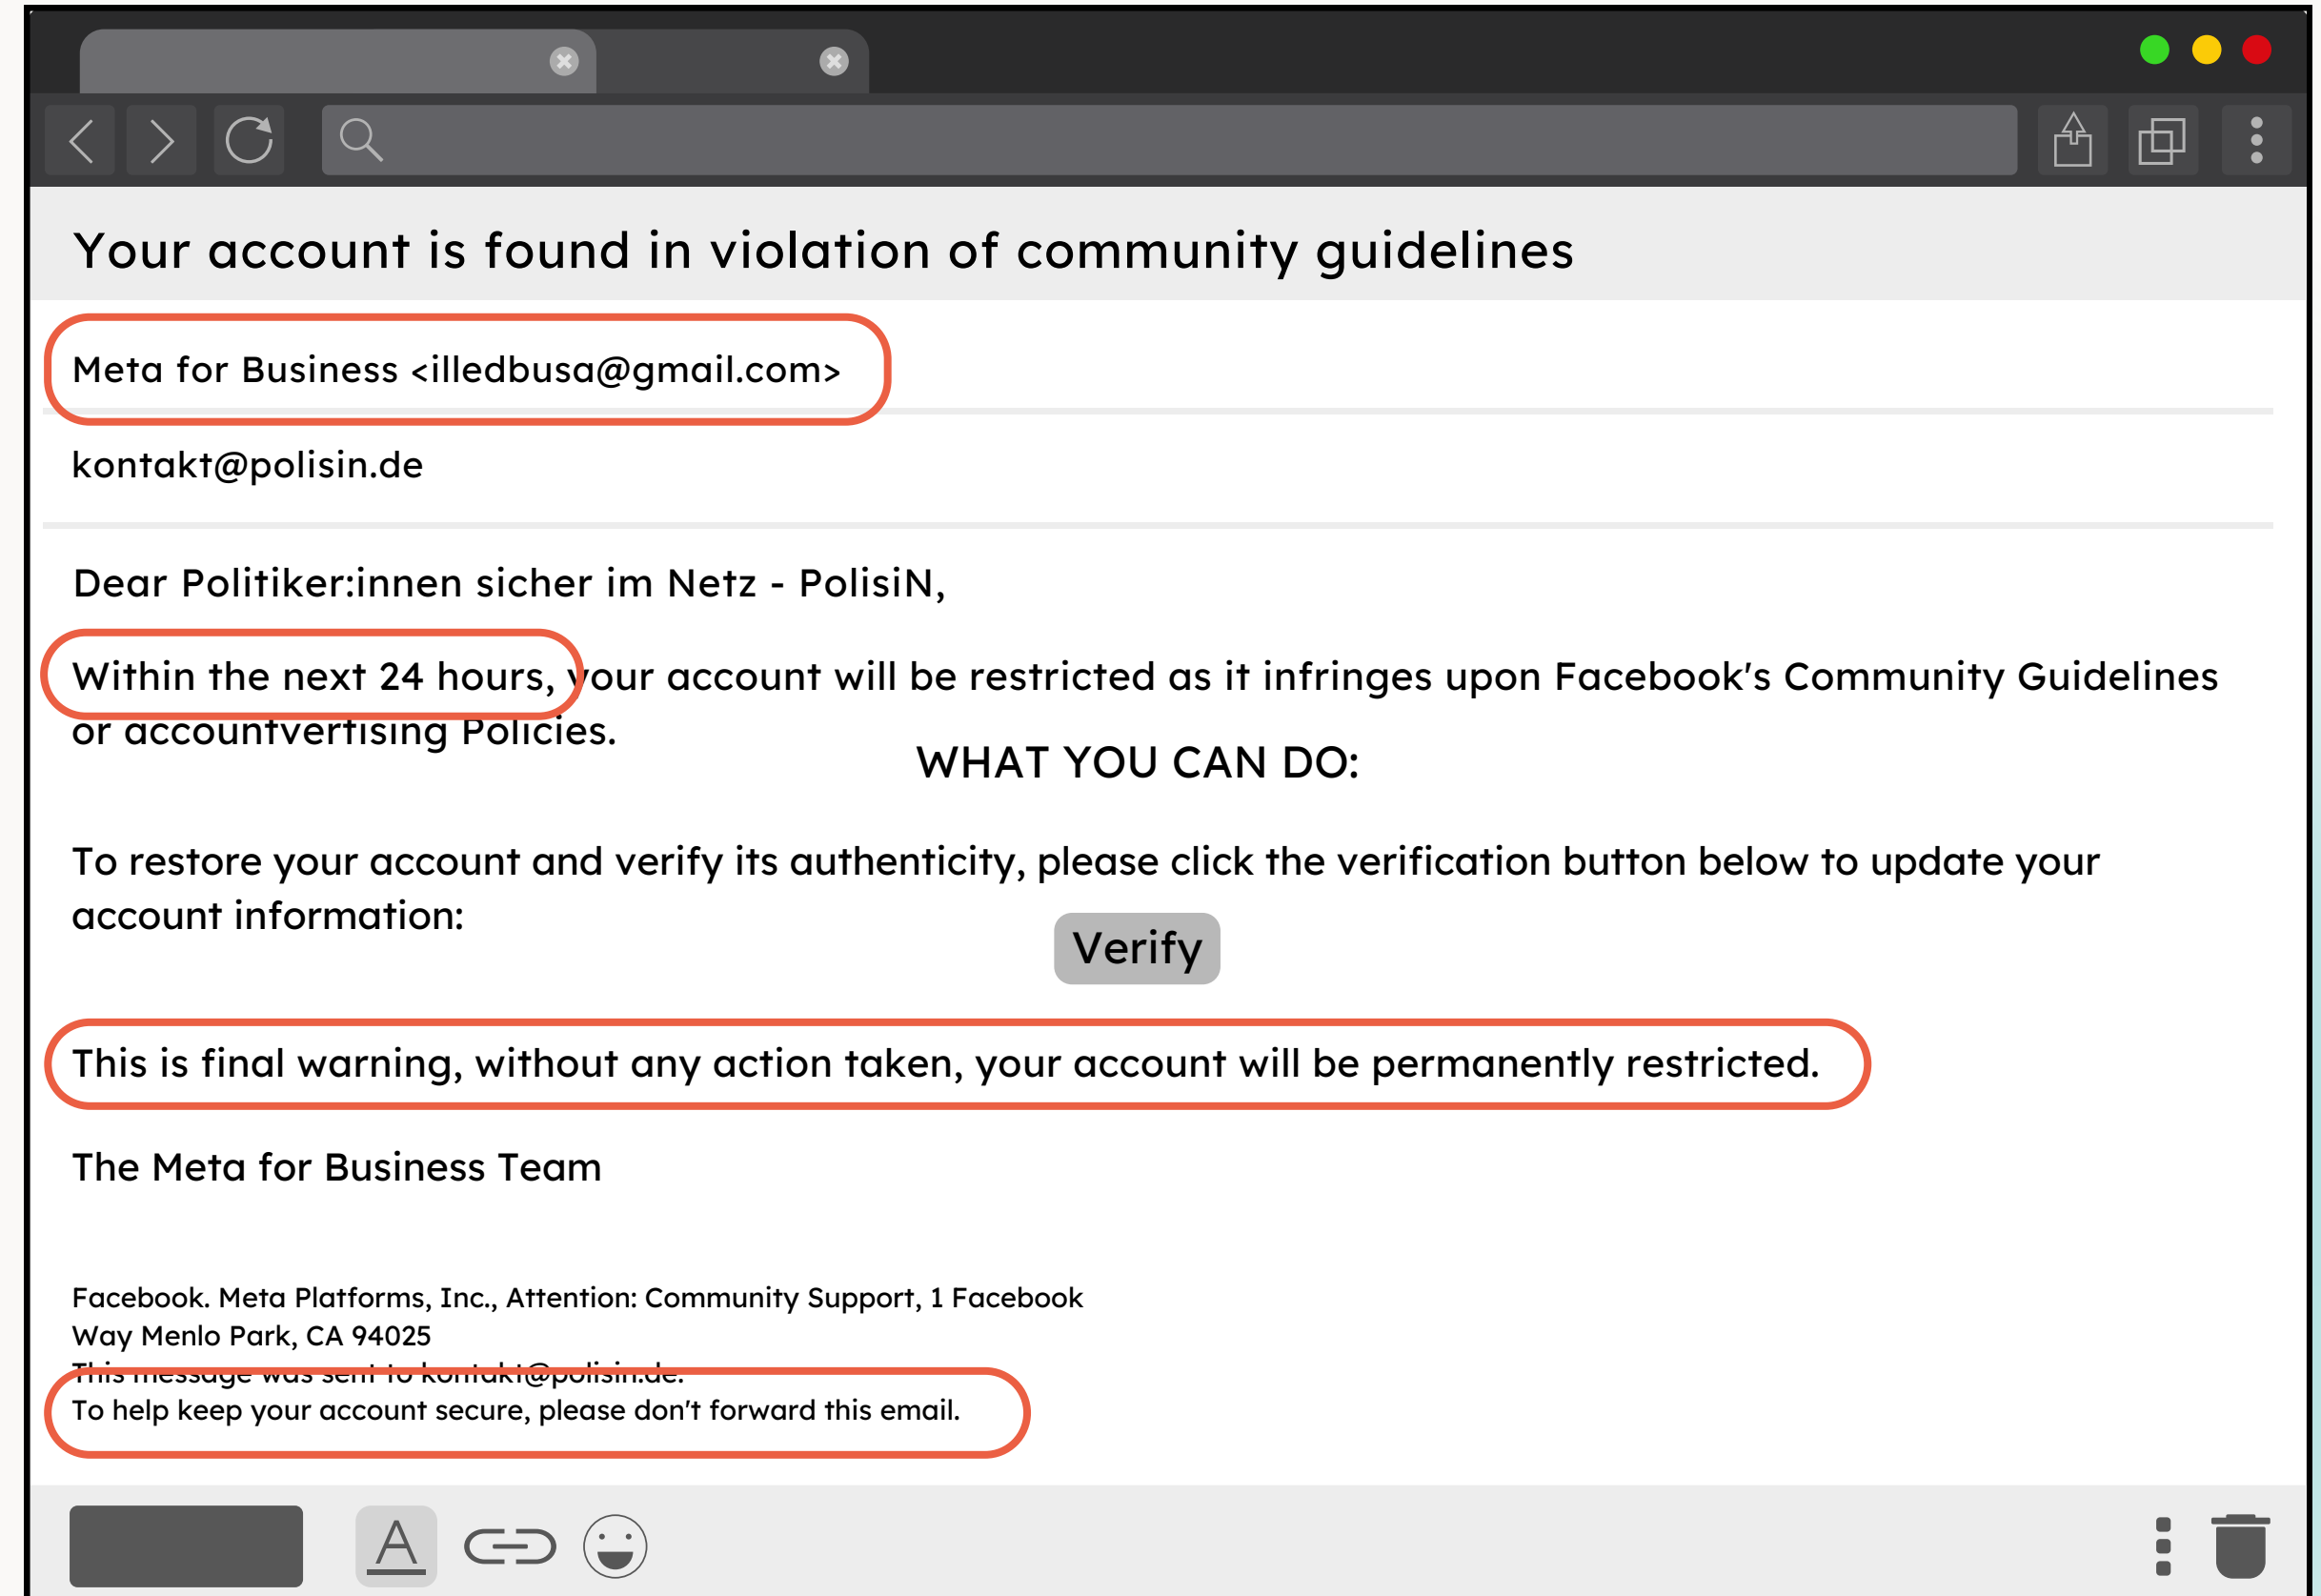 Your account is found in violation of community guidelines
Meta for Business <illedbusa@gmail.com>
kontakt@polisin.de
Dear Politiker:innen sicher im Netz - PolisiN,
Within the next 24 hours, your account will be restricted as it infringes upon Facebook's Community Guidelines
or accountvertising Policies.
WHAT YOU CAN DO:
To restore your account and verify its authenticity, please click the verification button below to update your
account information:
Verify
This is final warning, without any action taken, your account will be permanently restricted.
The Meta for Business Team
Facebook. Meta Platforms, Inc., Attention: Community Support, 1 Facebook
Way Menlo Park, CA 94025
This message was sent to kontakt@polisin.de.
To help keep your account secure, please don't forward this email.
A